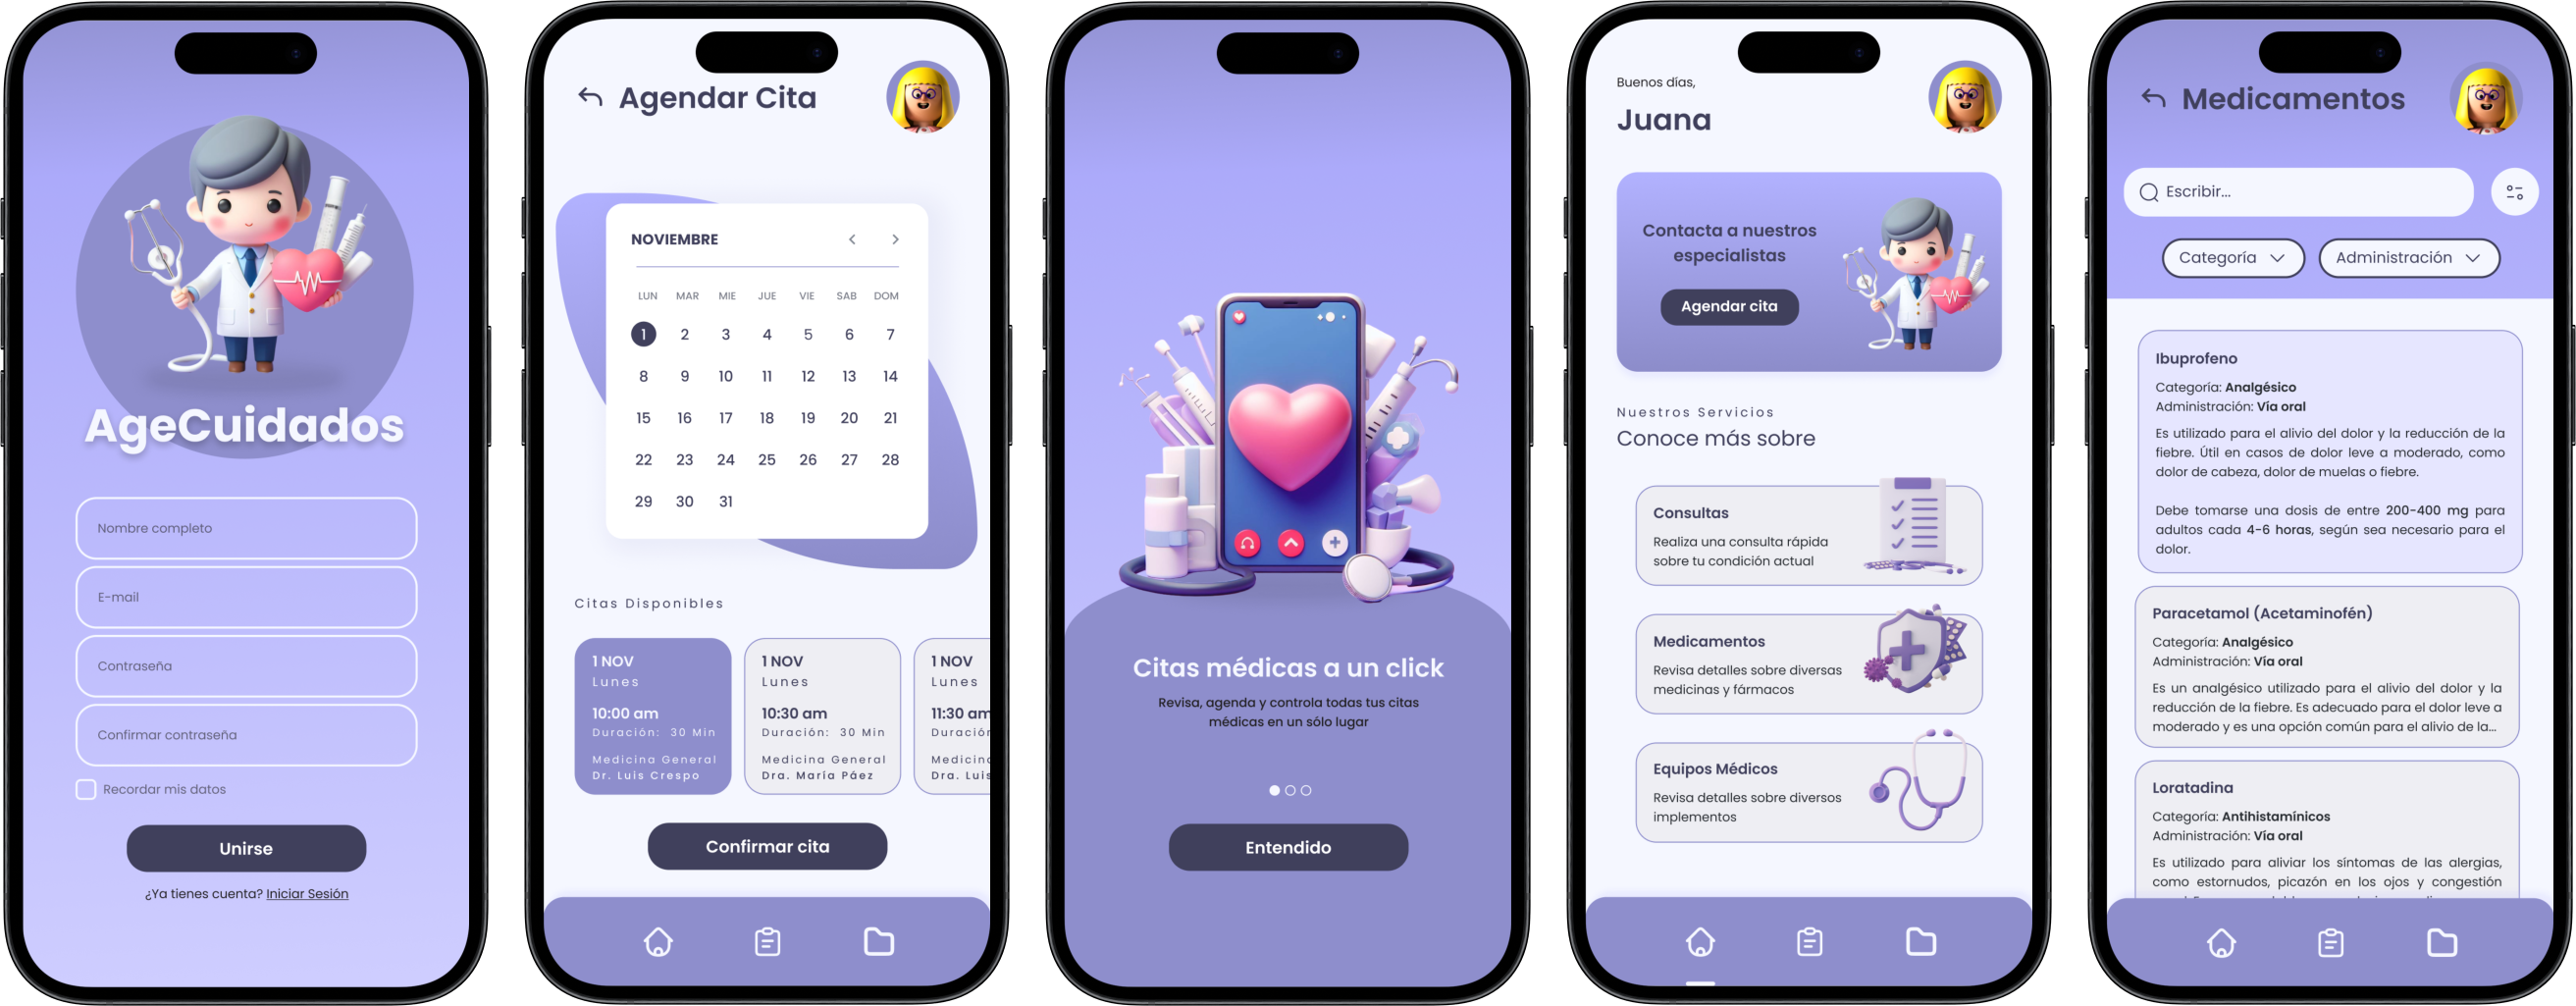 AgeCuidados
Nombre completo
E-mail
Contraseña
Confirmar contraseña
Recordar mis datos
Unirse
¿Ya tienes cuenta? Iniciar Sesión
Agendar Cita
NOVIEMBRE
LUN MAR MIE JUE VIE SAB DOM
1 2 3 4 5 6 7
8 9 10 11 12 13 14
15 16 17 18 19 20 21
22 23 24 25 26 27 28
29 30 31
Citas Disponibles
1 NOV
Lunes
10:00 am
Duración: 30 Min
Medicina General
Dr. Luis Crespo
1 NOV
Lunes
10:30 am
Duración: 30 Min
Medicina General
Dra. María Páez
1 NOV
Lunes
11:30 am
Confirmar cita
Citas médicas a un click
Revisa, agenda y controla todas tus citas
médicas en un sólo lugar
Entendido
Buenos días,
Juana
Contacta a nuestros
especialistas
Agendar cita
Nuestros Servicios
Conoce más sobre
Consultas
Realiza una consulta rápida
sobre tu condición actual
Medicamentos
Revisa detalles sobre diversas
medicinas y fármacos
Equipos Médicos
Revisa detalles sobre diversos
implementos
Medicamentos
Escribir...
Categoría
Administración
Ibuprofeno
Categoría: Analgésico
Administración: Vía oral
Es utilizado para el alivio del dolor y la reducción de la
fiebre. Útil en casos de dolor leve a moderado, como
dolor de cabeza, dolor de muelas o fiebre.
Debe tomarse una dosis de entre 200-400 mg para
adultos cada 4-6 horas, según sea necesario para el
dolor.
Paracetamol (Acetaminofén)
Categoría: Analgésico
Administración: Vía oral
Es un analgésico utilizado para el alivio del dolor y la
reducción de la fiebre. Es adecuado para el dolor leve a
moderado y es una opción común para el alivio de la...
Loratadina
Categoría: Antihistamínicos
Administración: Vía oral
Es utilizado para aliviar los síntomas de las alergias,
como estornudos, picazón en los ojos y congestión